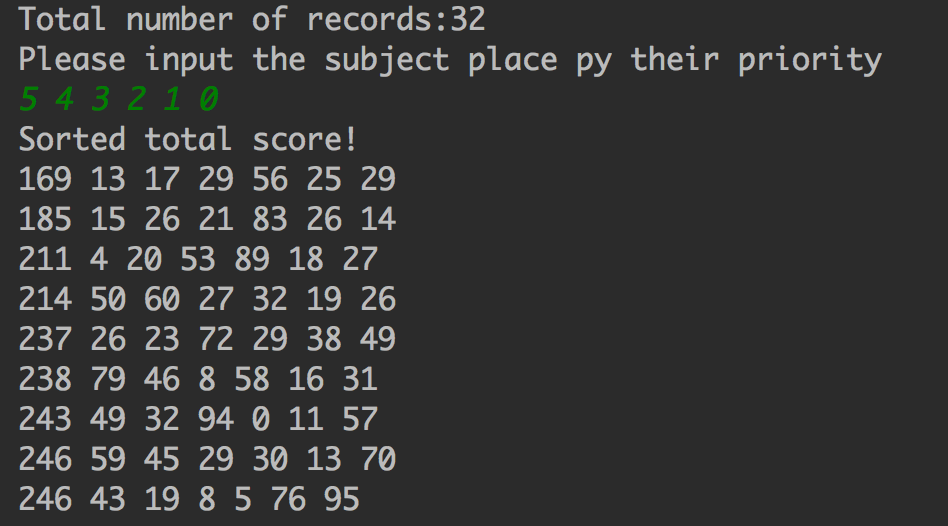 Total number of records:32
Please input the subject place py their priority
5 4 3 2 1 0
Sorted total score!
169 13 17 29 56 25 29
185 15 26 21 83 26 14
211 4 20 53 89 18 27
214 50 60 27 32 19 26
237 26 23 72 29 38 49
238 79 46 8 58 16 31
243 49 32 94 0 11 57
246 59 45 29 30 13 70
246 43 19 8 5 76 95